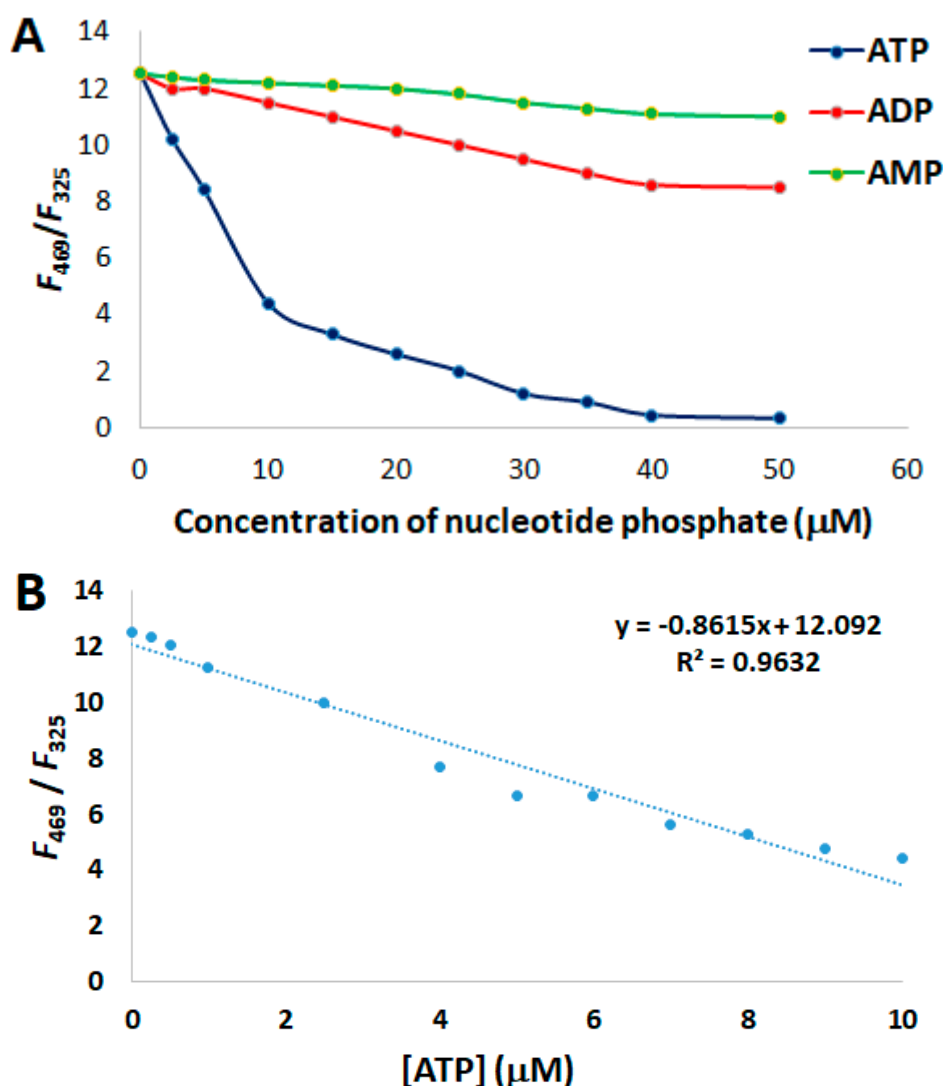 A
14
12
10
8
6
4
2
0
F469/F325
0 10 20 30 40 50 60
Concentration of nucleotide phosphate (µM)
ATP
ADP
AMP
B
14
12
10
8
6
4
2
0
F469 / F325
y = -0.8615x + 12.092
R² = 0.9632
0 2 4 6 8 10
[ATP] (µM)